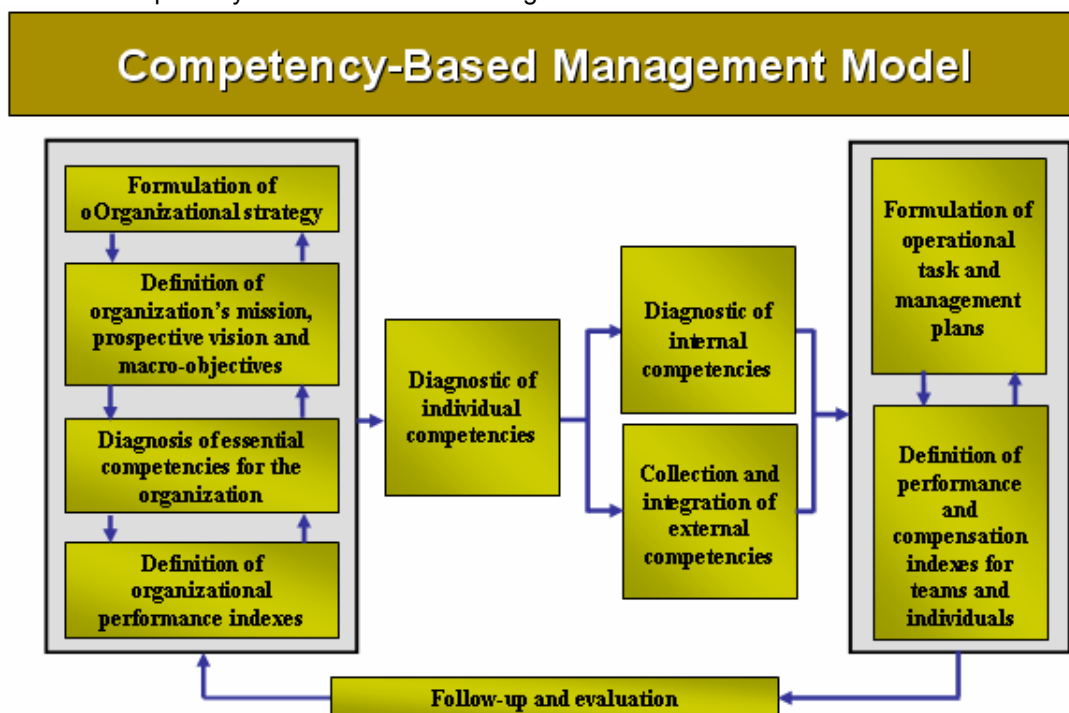 Competency-Based Management Model
Formulation of
oOrganizational strategy
Definition of
organization's mission,
prospective vision and
macro-objectives
Diagnosis of essential
competencies for the
organization
Definition of
organizational
performance indexes
Diagnostic of
individual
competencies
Diagnostic of
internal
competencies
Collection and
integration of
external
competencies
Formulation of
operational
task and
management
plans
Definition of
performance
and
compensation
indexes for
teams and
individuals
Follow-up and evaluation